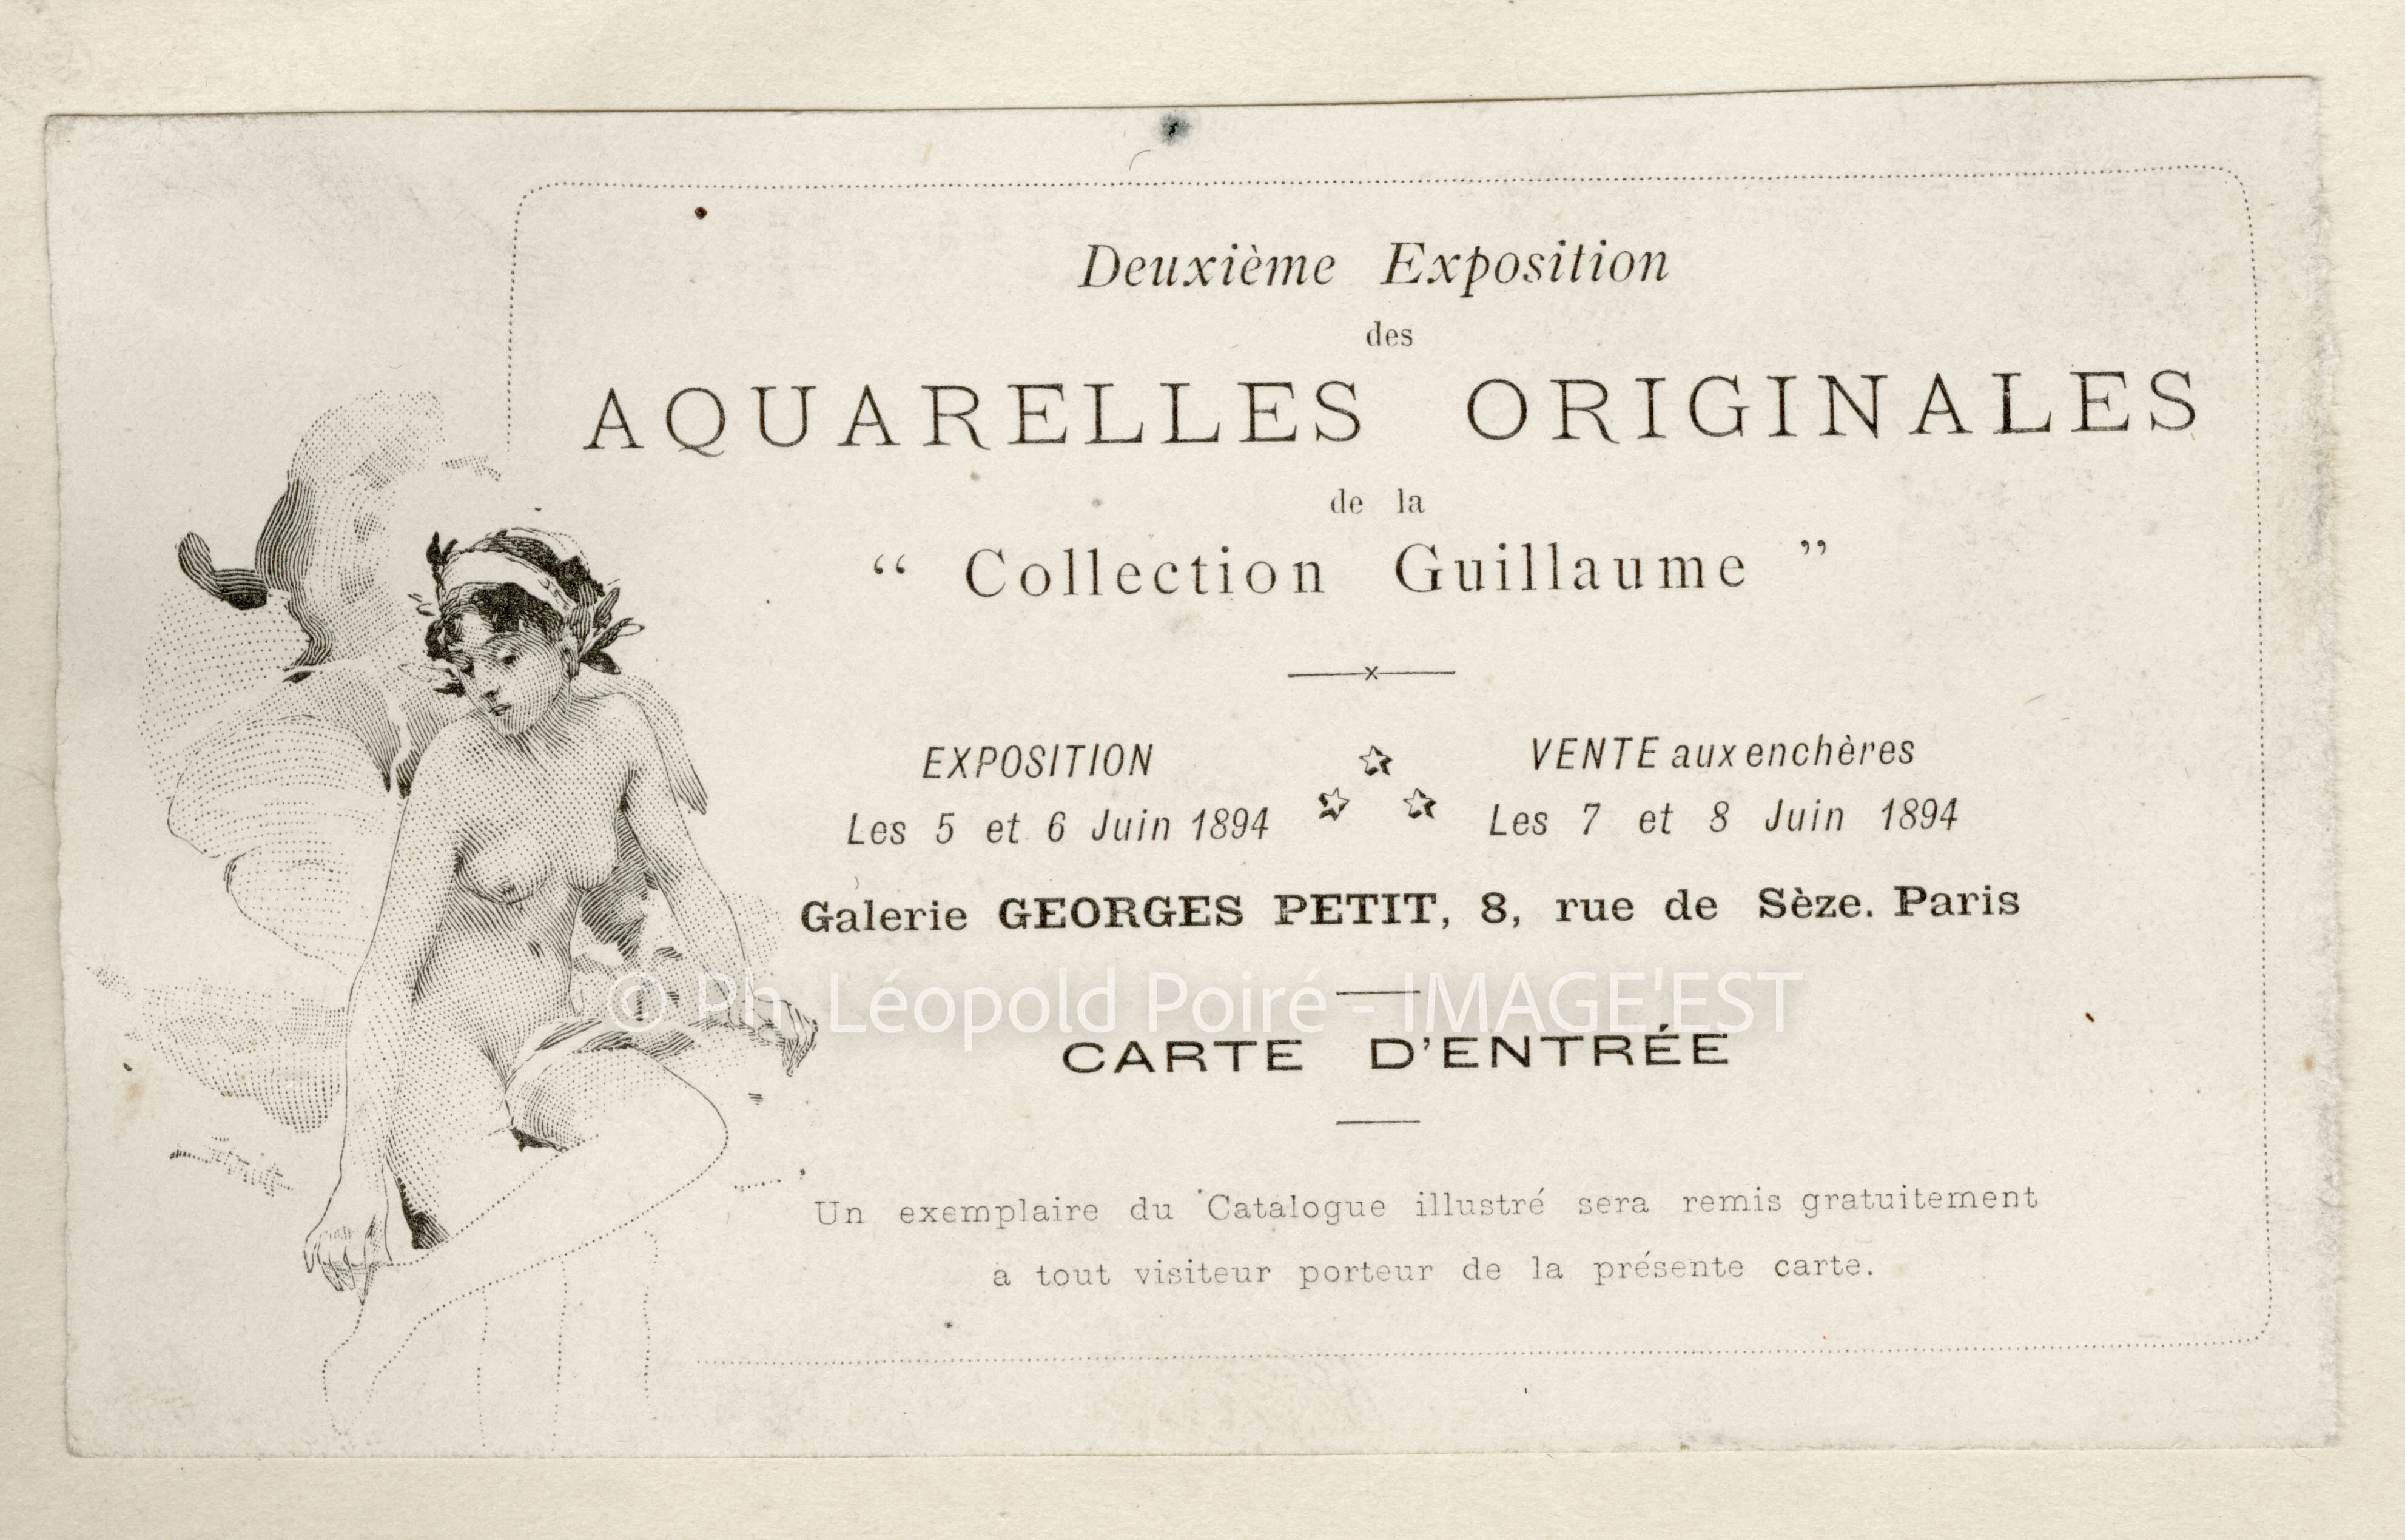 Deuxième Exposition
des
AQUARELLES ORIGINALES
de la
“ Collection Guillaume ”
EXPOSITION
Les 5 et 6 Juin 1894
VENTE aux enchères
Les 7 et 8 Juin 1894
Galerie GEORGES PETIT, 8, rue de Sèze. Paris
© Ph. Léopold Poiré - IMAGE'EST
CARTE D'ENTRÉE
Un exemplaire du Catalogue illustré sera remis gratuitement
a tout visiteur porteur de la présente carte.